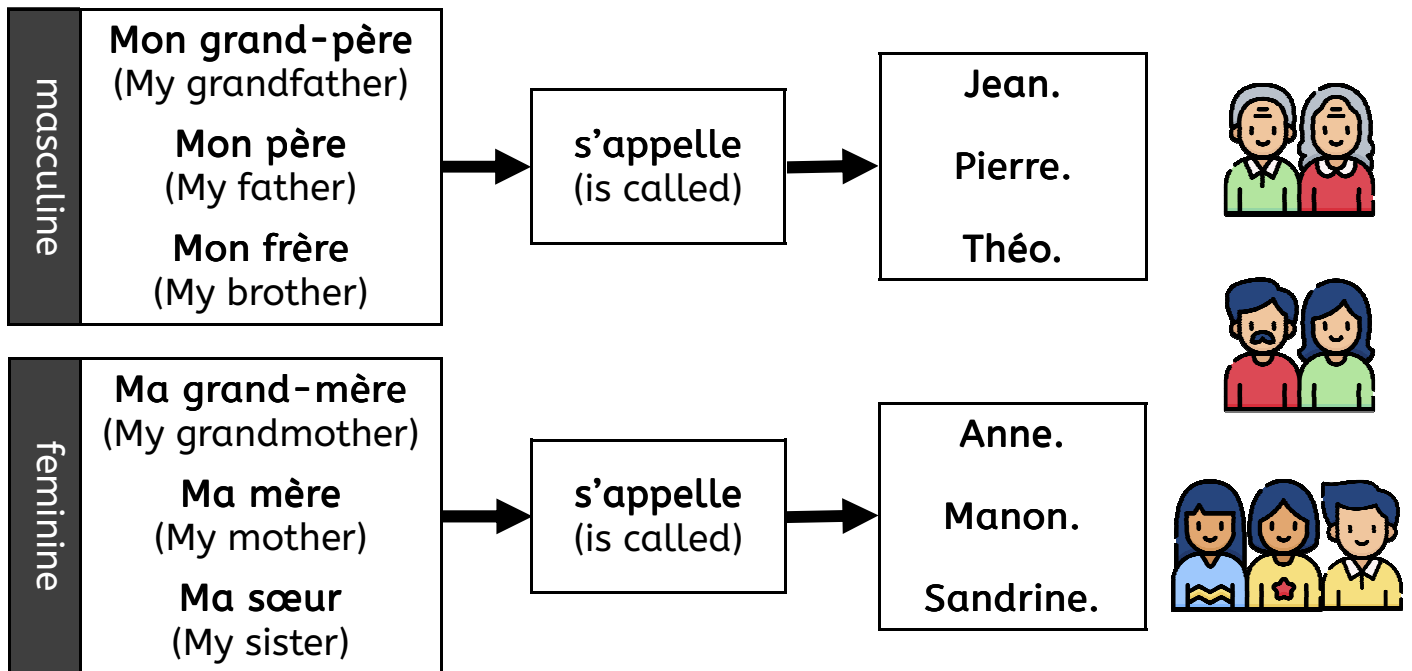 masculine
Mon grand-père
(My grandfather)
Mon père
(My father)
Mon frère
(My brother)
s’appelle
(is called)
Jean.
Pierre.
Théo.
feminine
Ma grand-mère
(My grandmother)
Ma mère
(My mother)
Ma sœur
(My sister)
s’appelle
(is called)
Anne.
Manon.
Sandrine.